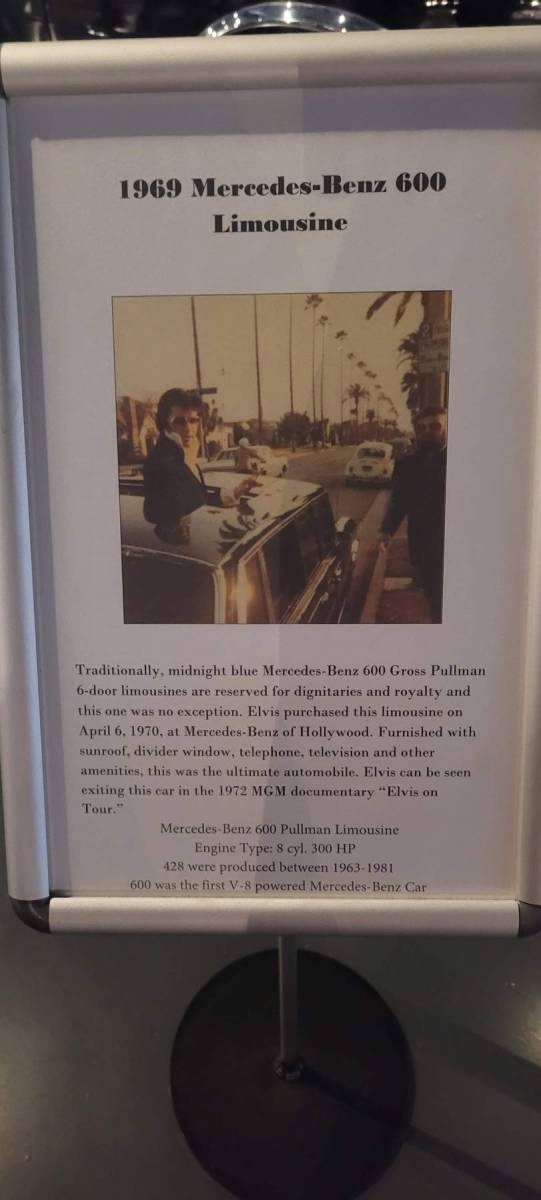 1969 Mercedes-Benz 600
Limousine
Traditionally, midnight blue Mercedes-Benz 600 Gross Pullman
6-door limousines are reserved for dignitaries and royalty and
this one was no exception. Elvis purchased this limousine on
April 6, 1970, at Mercedes-Benz of Hollywood. Furnished with
sunroof, divider window, telephone, television and other
amenities, this was the ultimate automobile. Elvis can be seen
exiting this car in the 1972 MGM documentary “Elvis on
Tour.”
Mercedes-Benz 600 Pullman Limousine
Engine Type: 8 cyl. 300 HP
428 were produced between 1963-1981
600 was the first V-8 powered Mercedes-Benz Car